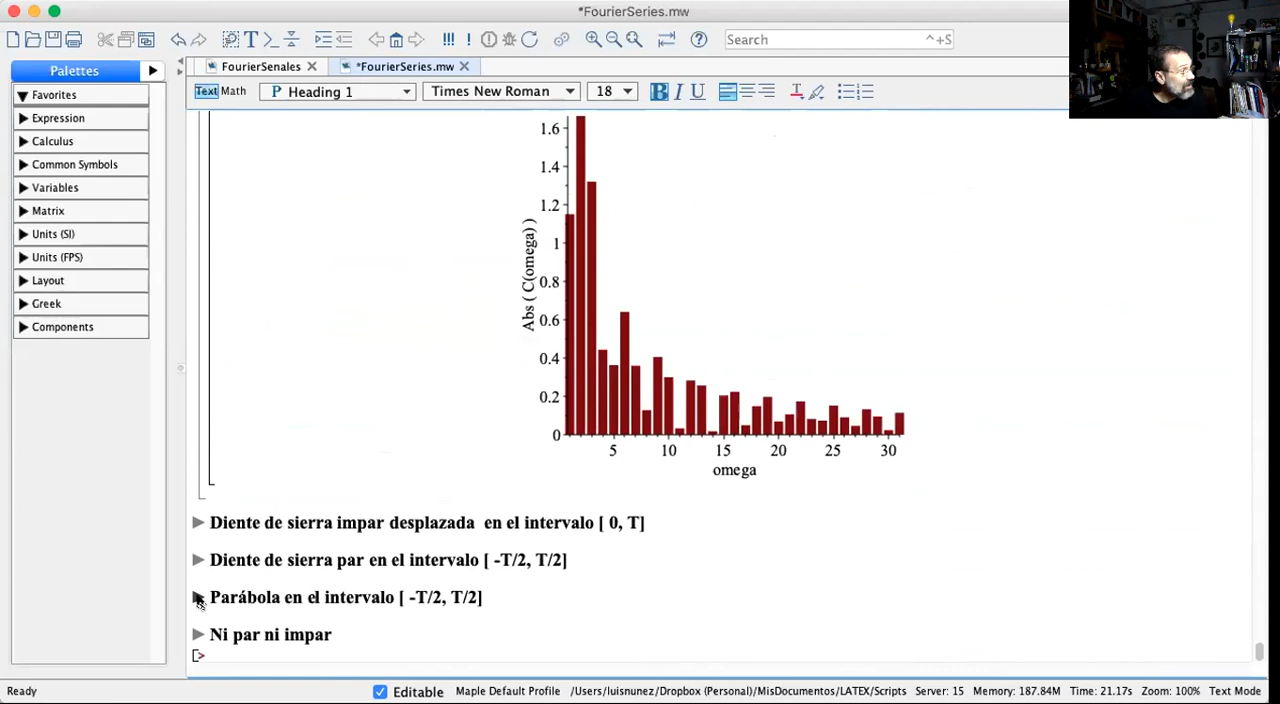 *FourierSeries.mw
Search ^+S
Palettes
FourierSenales
*FourierSeries.mw
Text Math
P Heading 1
Times New Roman
18
B I U
Favorites
Expression
Calculus
Common Symbols
Variables
Matrix
Units (SI)
Units (FPS)
Layout
Greek
Components
1.6
1.4
1.2
1
0.8
0.6
0.4
0.2
0
Abs ( C(omega) )
5 10 15 20 25 30
omega
Diente de sierra impar desplazada en el intervalo [ 0, T]
Diente de sierra par en el intervalo [ -T/2, T/2]
Parábola en el intervalo [ -T/2, T/2]
Ni par ni impar
[>
Ready
Editable
Maple Default Profile
/Users/luisnunez/Dropbox (Personal)/MisDocumentos/LATEX/Scripts
Server: 15
Memory: 187.84M
Time: 21.17s
Zoom: 100%
Text Mode